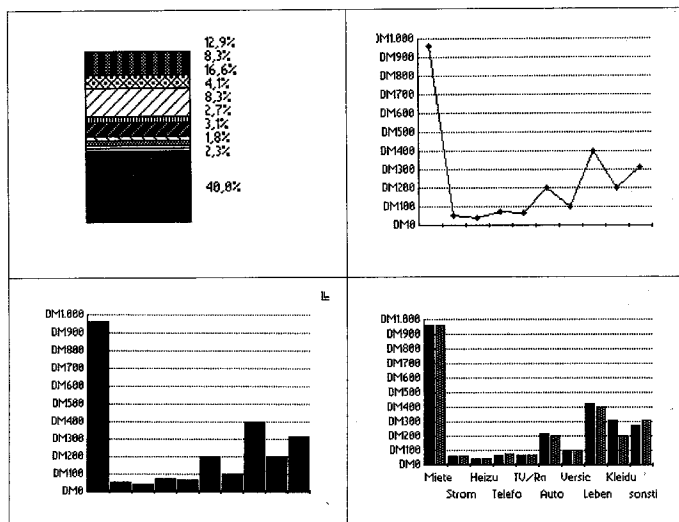 12,9%
8,3%
16,6%
4,1%
8,3%
2,7%
3,1%
1,8%
2,3%
40,0%
DM1.000
DM900
DM800
DM700
DM600
DM500
DM400
DM300
DM200
DM100
DM0
DM1.000
DM900
DM800
DM700
DM600
DM500
DM400
DM300
DM200
DM100
DM0
DM1.000
DM900
DM800
DM700
DM600
DM500
DM400
DM300
DM200
DM100
DM0
Miete Heizu TV/Ra Versic Kleidu
Strom Telefo Auto Leben sonsti